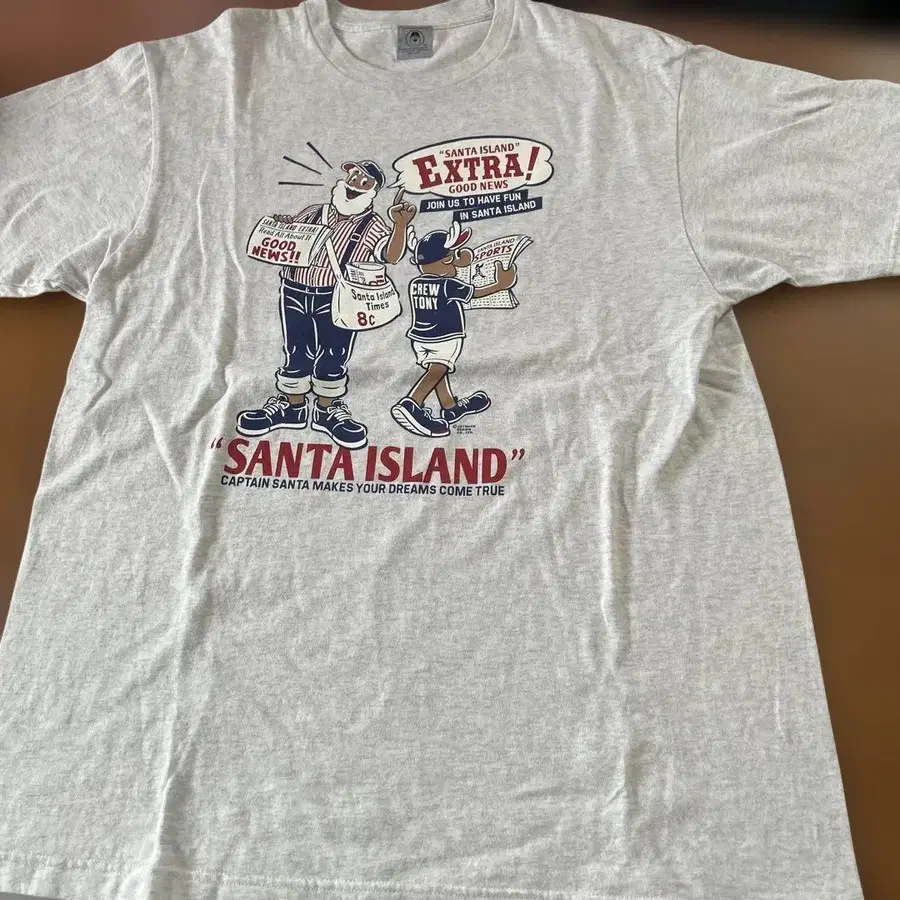 "SANTA ISLAND"
EXTRA!
GOOD NEWS
JOIN US TO HAVE FUN
IN SANTA ISLAND
SANTA ISLAND EXTRA!
Read All About It
GOOD
NEWS!!
SANTA ISLAND
SPORTS
Santa Island
Times
8¢
CREW
TONY
"SANTA ISLAND"
CAPTAIN SANTA MAKES YOUR DREAMS COME TRUE